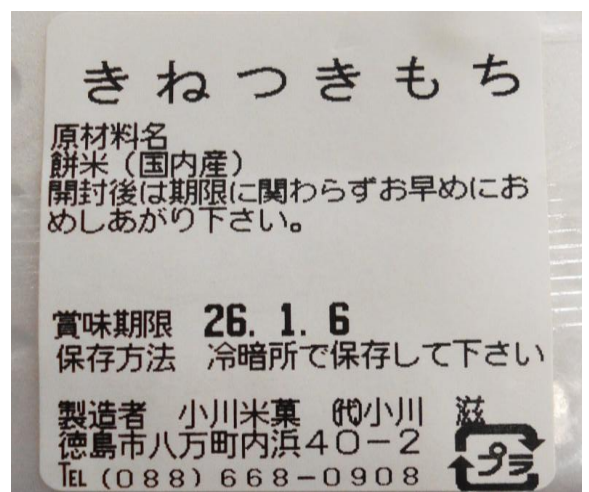 きねつきもち
原材料名
餅米（国内産）
開封後は期限に関わらずお早めにお
めしあがり下さい。
賞味期限 26. 1. 6
保存方法 冷暗所で保存して下さい
製造者 小川米菓 ㈹小川 滋
徳島市八万町内浜40-2
℡(088)668-0908
プラ